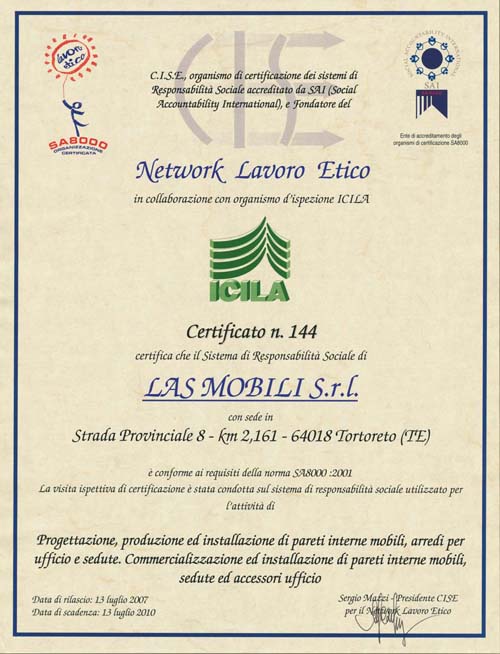 CISE
lavoro
etico
SA8000
ORGANIZZAZIONE
CERTIFICATA
C.I.S.E., organismo di certificazione dei sistemi di
Responsabilità Sociale accreditato da SAI (Social
Accountability International), e Fondatore del
SOCIAL ACCOUNTABILITY INTERNATIONAL
SAI
Ente di accreditamento degli
organismi di certificazione SA8000
Network Lavoro Etico
in collaborazione con organismo d'ispezione ICILA
ICILA
Certificato n. 144
certifica che il Sistema di Responsabilità Sociale di
LAS MOBILI S.r.l.
con sede in
Strada Provinciale 8 - km 2,161 - 64018 Tortoreto (TE)
è conforme ai requisiti della norma SA8000 :2001
La visita ispettiva di certificazione è stata condotta sul sistema di responsabilità sociale utilizzato per
l'attività di
Progettazione, produzione ed installazione di pareti interne mobili, arredi per
ufficio e sedute. Commercializzazione ed installazione di pareti interne mobili,
sedute ed accessori ufficio
Data di rilascio: 13 luglio 2007
Data di scadenza: 13 luglio 2010
Sergio Mazzi - Presidente CISE
per il Network Lavoro Etico